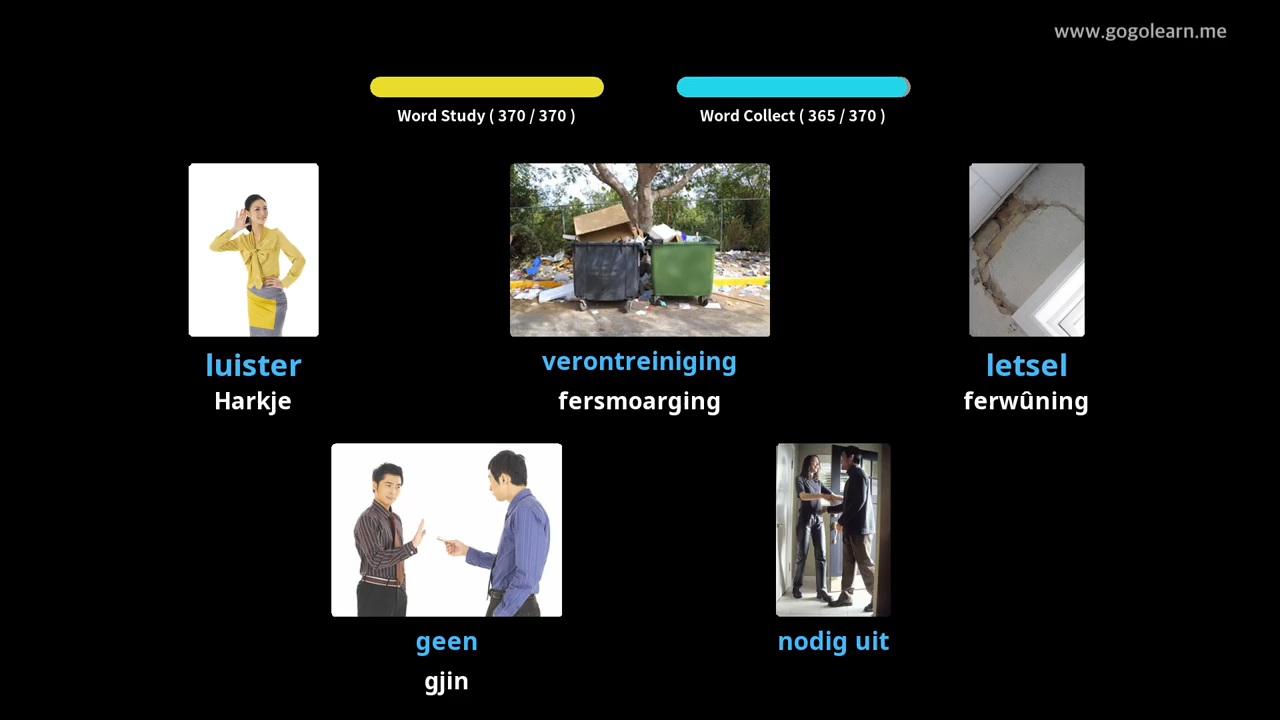 www.gogolearn.me
Word Study ( 370 / 370 )
Word Collect ( 365 / 370 )
luister
Harkje
verontreiniging
fersmoarging
letsel
ferwûning
geen
gjin
nodig uit